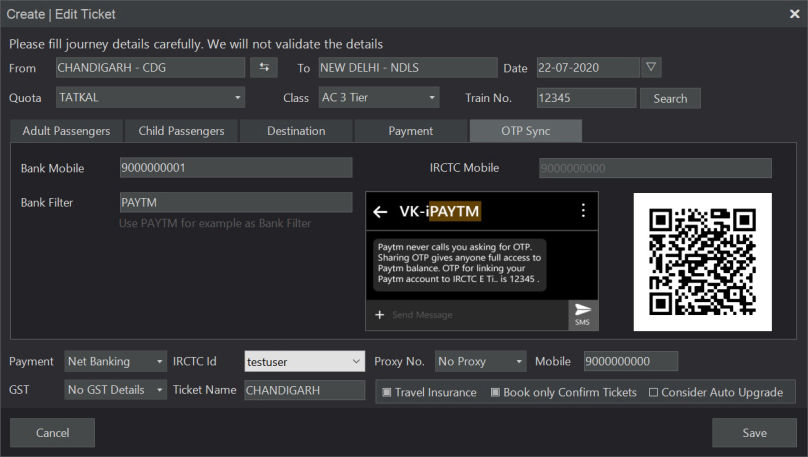 Create | Edit Ticket
Please fill journey details carefully. We will not validate the details
From CHANDIGARH - CDG To NEW DELHI - NDLS Date 22-07-2020
Quota TATKAL Class AC 3 Tier Train No. 12345 Search
Adult Passengers Child Passengers Destination Payment OTP Sync
Bank Mobile 9000000001 IRCTC Mobile 9000000000
Bank Filter PAYTM
Use PAYTM for example as Bank Filter
VK-iPAYTM
Paytm never calls you asking for OTP.
Sharing OTP gives anyone full access to
Paytm balance. OTP for linking your
Paytm account to IRCTC E Ti.. is 12345 .
Send Message
SMS
Payment Net Banking IRCTC Id testuser Proxy No. No Proxy Mobile 9000000000
GST No GST Details Ticket Name CHANDIGARH Travel Insurance Book only Confirm Tickets Consider Auto Upgrade
Cancel Save